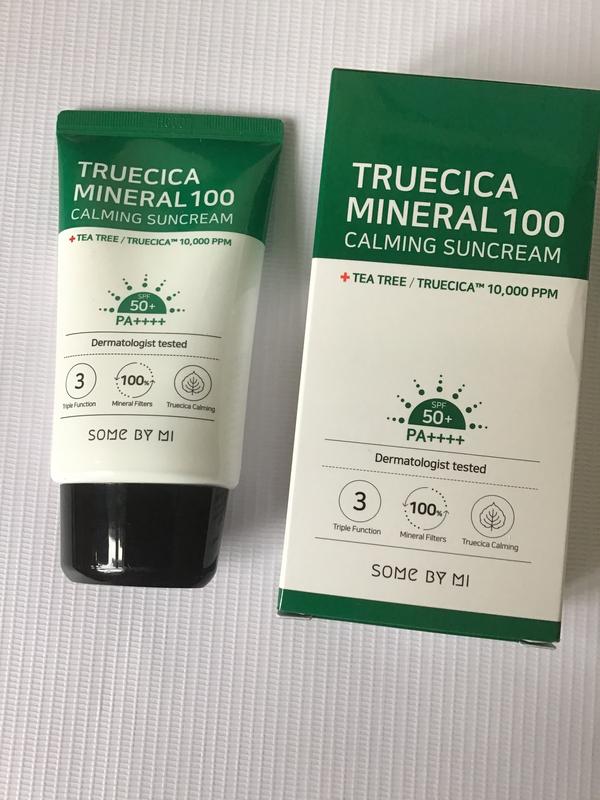 TRUECICA
MINERAL 100
CALMING SUNCREAM
+ TEA TREE / TRUECICA™ 10,000 PPM
SPF
50+
PA++++
Dermatologist tested
3
100%
Triple Function
Mineral Filters
Truecica Calming
SOME BY MI
TRUECICA
MINERAL 100
CALMING SUNCREAM
+ TEA TREE / TRUECICA™ 10,000 PPM
SPF
50+
PA++++
Dermatologist tested
3
100%
Triple Function
Mineral Filters
Truecica Calming
SOME BY MI